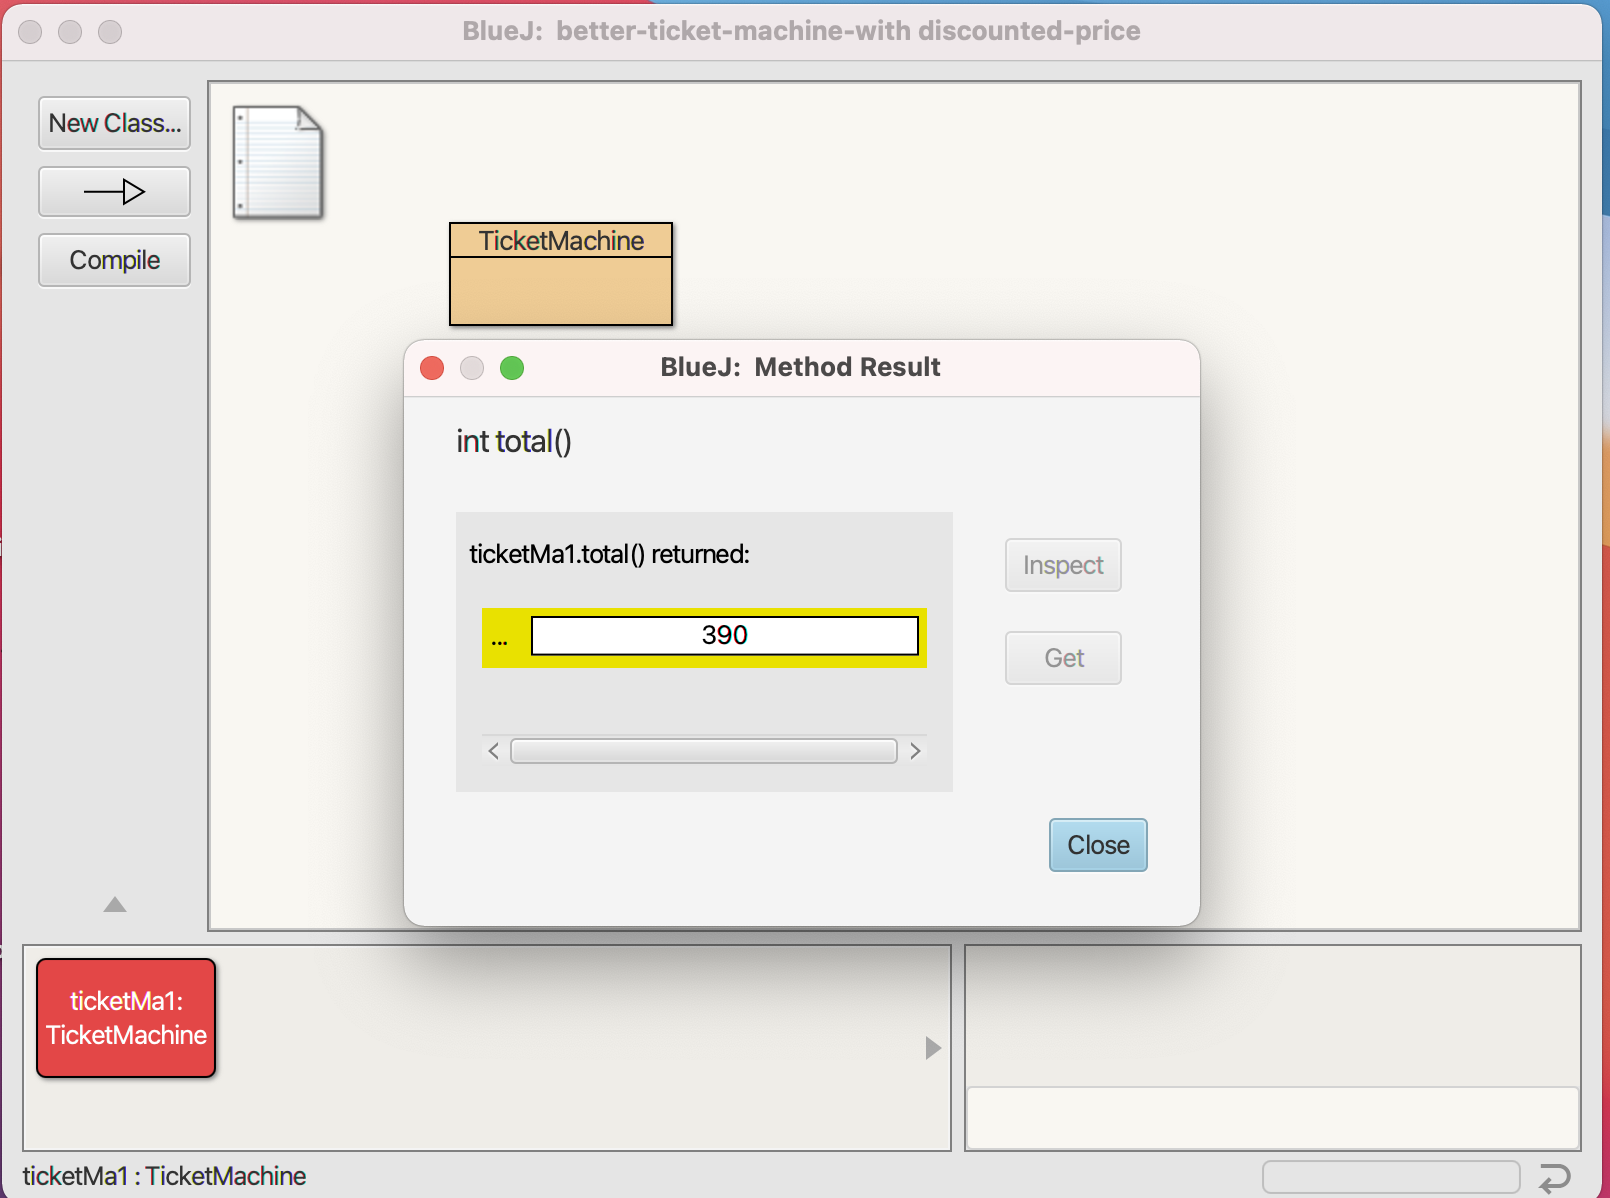 BlueJ: better-ticket-machine-with discounted-price
New Class...
Compile
TicketMachine
BlueJ: Method Result
int total()
ticketMa1.total() returned:
... 390
Inspect
Get
Close
ticketMa1:
TicketMachine
ticketMa1 : TicketMachine